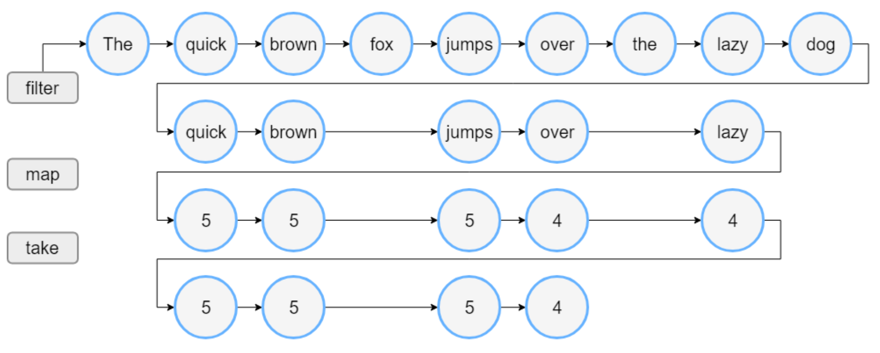 The quick brown fox jumps over the lazy dog
filter
quick brown jumps over lazy
map
5 5 5 4 4
take
5 5 5 4